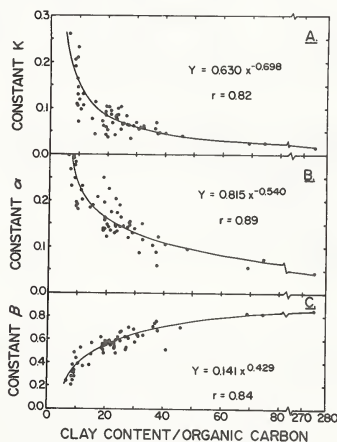 A.
CONSTANT K
0.3
0.2
0.1
0.0
Y = 0.630 x^-0.698
r = 0.82
B.
CONSTANT α
0.2
0.1
0.0
Y = 0.815 x^-0.540
r = 0.89
C.
CONSTANT β
0.8
0.6
0.4
0.2
0.0
Y = 0.141 x^0.429
r = 0.84
0 20 40 60 80 270 280
CLAY CONTENT/ORGANIC CARBON